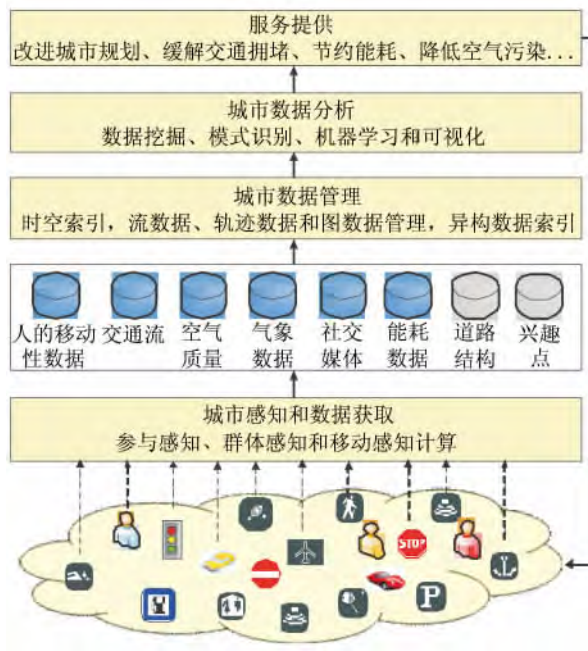 服务提供
改进城市规划、缓解交通拥堵、节约能耗、降低空气污染...
城市数据分析
数据挖掘、模式识别、机器学习和可视化
城市数据管理
时空索引，流数据、轨迹数据和图数据管理，异构数据索引
人的移动
性数据
交通流
空气
质量
气象
数据
社交
媒体
能耗
数据
道路
结构
兴趣
点
城市感知和数据获取
参与感知、群体感知和移动感知计算
STOP
P